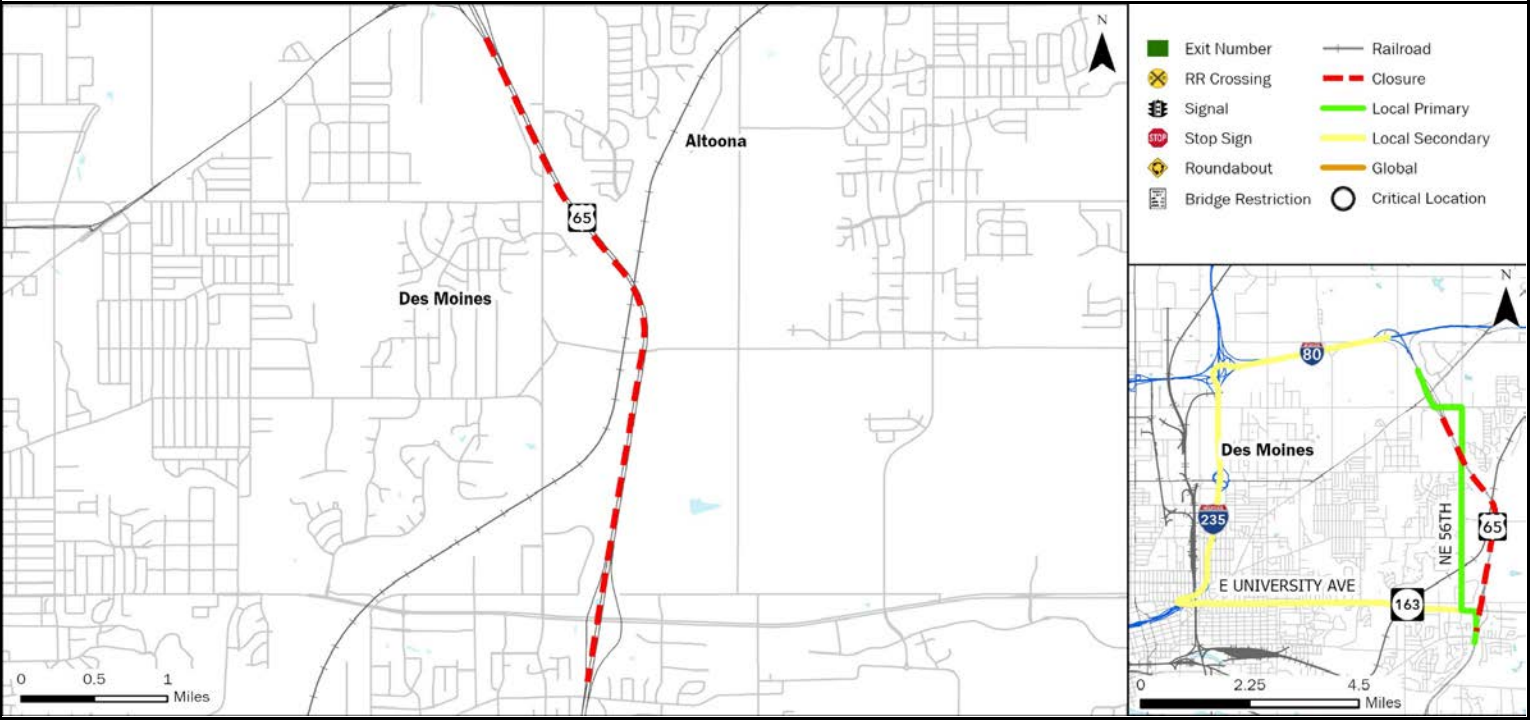 N
Altoona
65
Des Moines
0 0.5 1
Miles
Exit Number
RR Crossing
Signal
STOP
Stop Sign
Roundabout
Bridge Restriction
Railroad
Closure
Local Primary
Local Secondary
Global
Critical Location
N
80
Des Moines
235
NE 56TH
65
E UNIVERSITY AVE
163
0 2.25 4.5
Miles